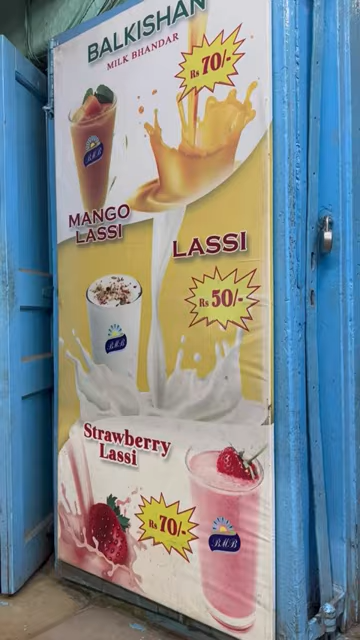 BALKISHAN
MILK BHANDAR
Rs 70/-
B.M.B
MANGO
LASSI
LASSI
Rs 50/-
B.M.B
Strawberry
Lassi
Rs 70/-
B.M.B